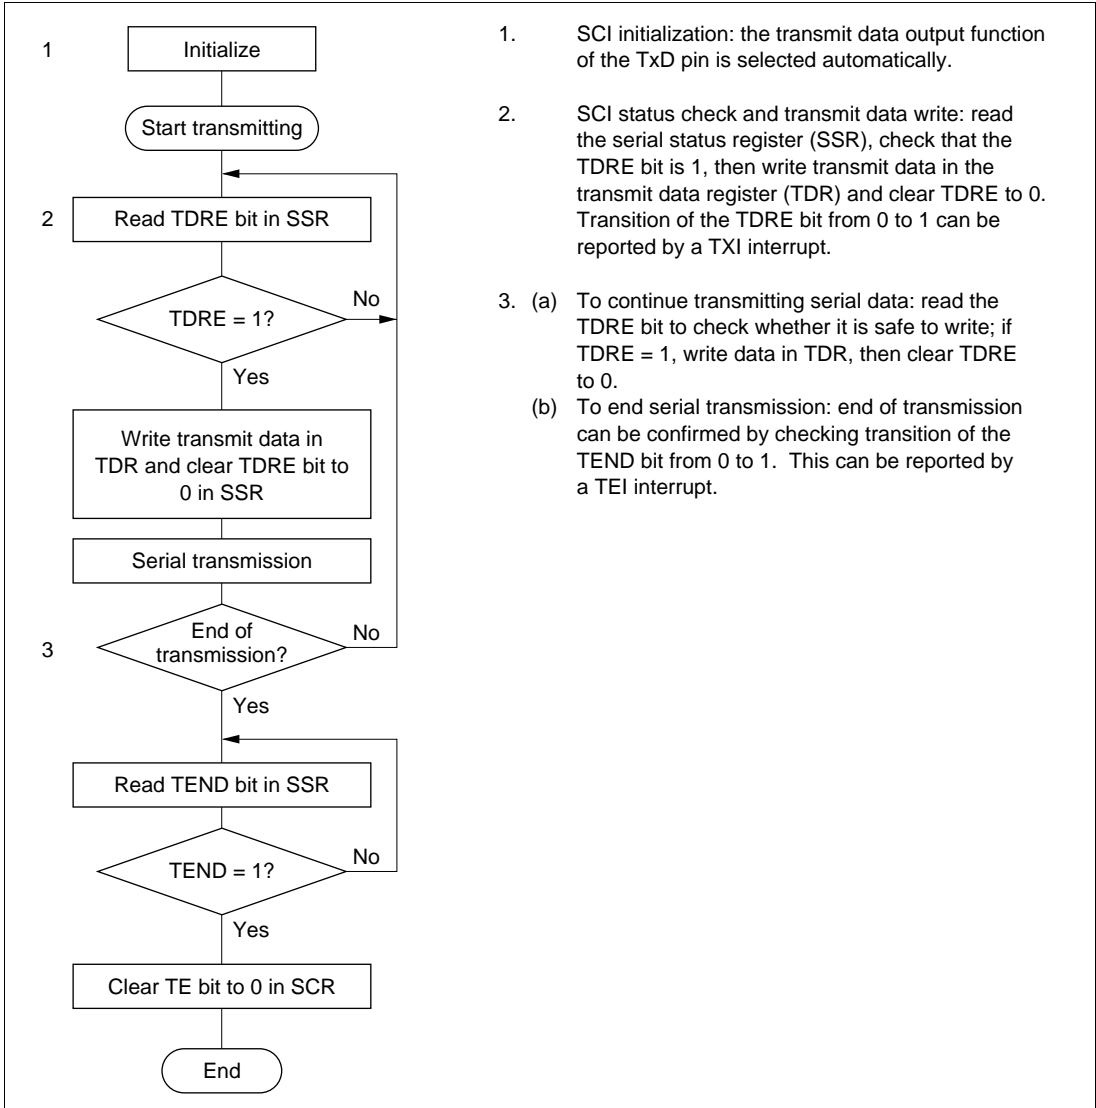 1
Initialize
Start transmitting
2
Read TDRE bit in SSR
TDRE = 1?
No
Yes
Write transmit data in
TDR and clear TDRE bit to
0 in SSR
Serial transmission
3
End of
transmission?
No
Yes
Read TEND bit in SSR
TEND = 1?
No
Yes
Clear TE bit to 0 in SCR
End
1. SCI initialization: the transmit data output function
of the TxD pin is selected automatically.
2. SCI status check and transmit data write: read
the serial status register (SSR), check that the
TDRE bit is 1, then write transmit data in the
transmit data register (TDR) and clear TDRE to 0.
Transition of the TDRE bit from 0 to 1 can be
reported by a TXI interrupt.
3. (a) To continue transmitting serial data: read the
TDRE bit to check whether it is safe to write; if
TDRE = 1, write data in TDR, then clear TDRE
to 0.
(b) To end serial transmission: end of transmission
can be confirmed by checking transition of the
TEND bit from 0 to 1. This can be reported by
a TEI interrupt.